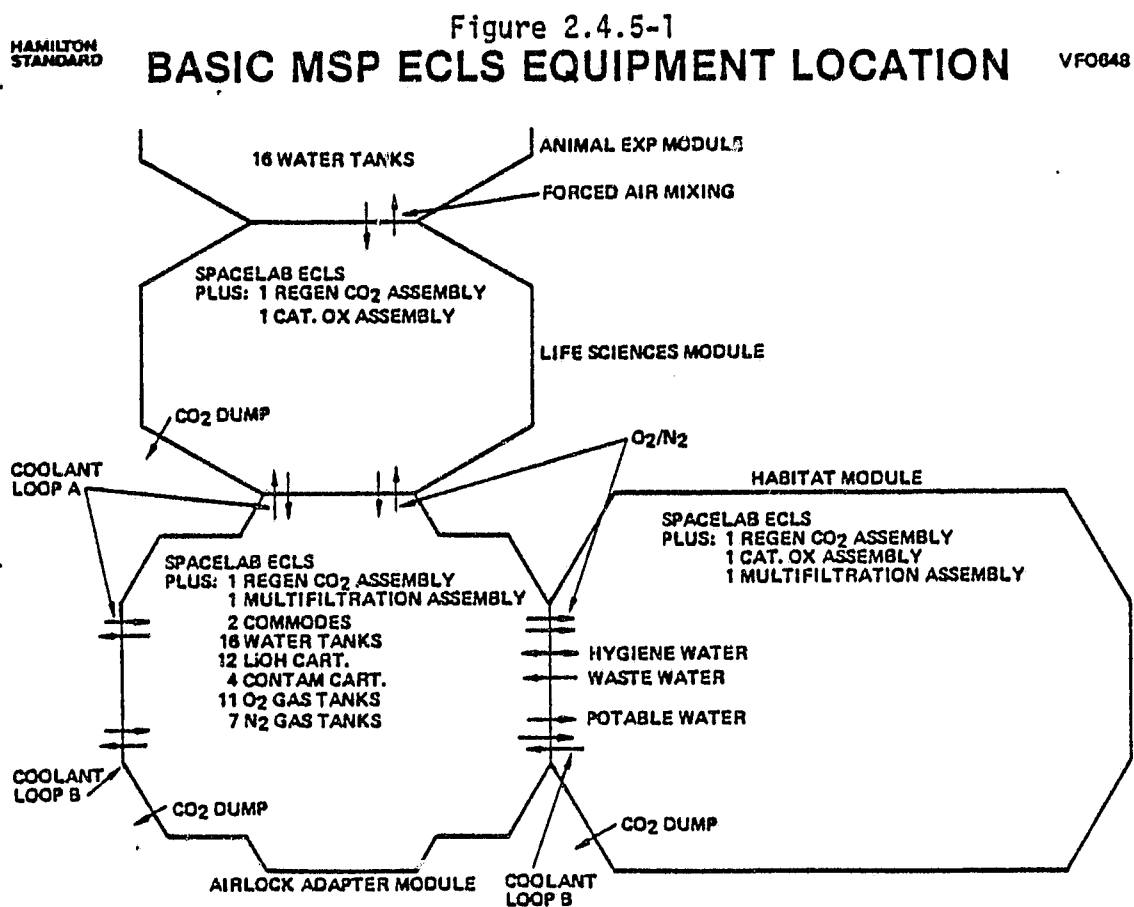 Figure 2.4.5-1
HAMILTON
STANDARD
BASIC MSP ECLS EQUIPMENT LOCATION
VFO648
16 WATER TANKS
ANIMAL EXP MODULE
FORCED AIR MIXING
SPACELAB ECLS
PLUS: 1 REGEN CO2 ASSEMBLY
1 CAT. OX ASSEMBLY
LIFE SCIENCES MODULE
CO2 DUMP
O2/N2
COOLANT
LOOP A
HABITAT MODULE
SPACELAB ECLS
PLUS: 1 REGEN CO2 ASSEMBLY
1 CAT. OX ASSEMBLY
1 MULTIFILTRATION ASSEMBLY
SPACELAB ECLS
PLUS: 1 REGEN CO2 ASSEMBLY
1 MULTIFILTRATION ASSEMBLY
2 COMMODES
16 WATER TANKS
12 LiOH CART.
4 CONTAM CART.
11 O2 GAS TANKS
7 N2 GAS TANKS
HYGIENE WATER
WASTE WATER
POTABLE WATER
COOLANT
LOOP B
CO2 DUMP
CO2 DUMP
AIRLOCK ADAPTER MODULE
COOLANT
LOOP B